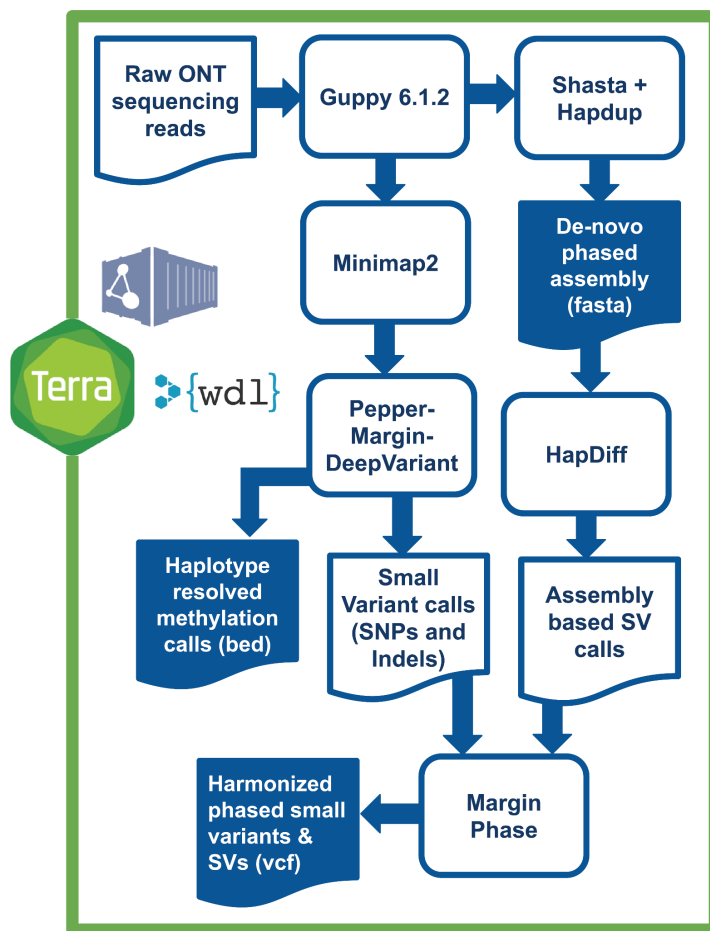 Raw ONT
sequencing
reads
Guppy 6.1.2
Shasta +
Hapdup
Minimap2
De-novo
phased
assembly
(fasta)
Terra
{wdl}
Pepper-
Margin-
DeepVariant
HapDiff
Haplotype
resolved
methylation
calls (bed)
Small
Variant calls
(SNPs and
Indels)
Assembly
based SV
calls
Harmonized
phased small
variants &
SVs (vcf)
Margin
Phase